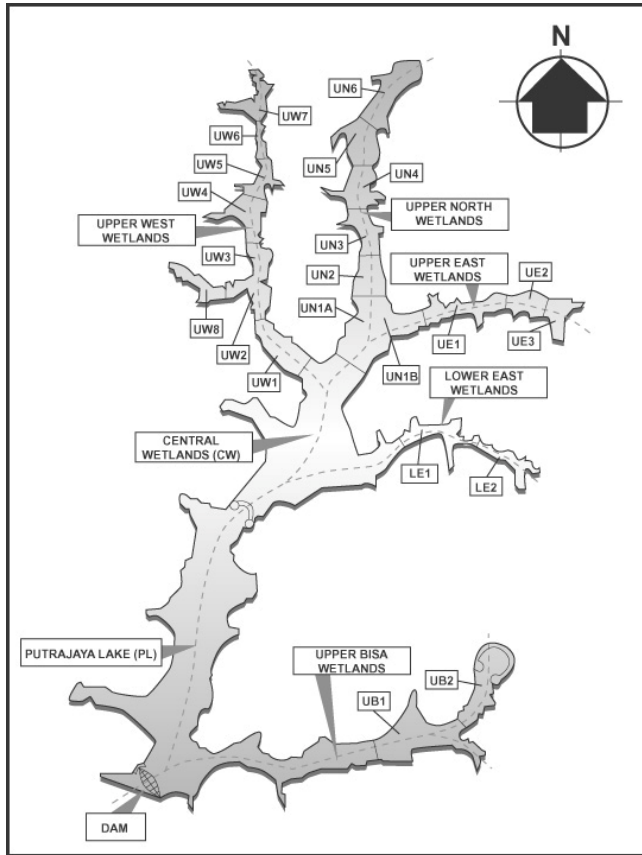 N
UN6
UW7
UW6
UN5
UW5
UN4
UW4
UPPER WEST
WETLANDS
UPPER NORTH
WETLANDS
UN3
UW3
UN2
UPPER EAST
WETLANDS
UE2
UN1A
UW8
UW2
UE1
UE3
UN1B
UW1
LOWER EAST
WETLANDS
CENTRAL
WETLANDS (CW)
LE1
LE2
PUTRAJAYA LAKE (PL)
UPPER BISA
WETLANDS
UB2
UB1
DAM